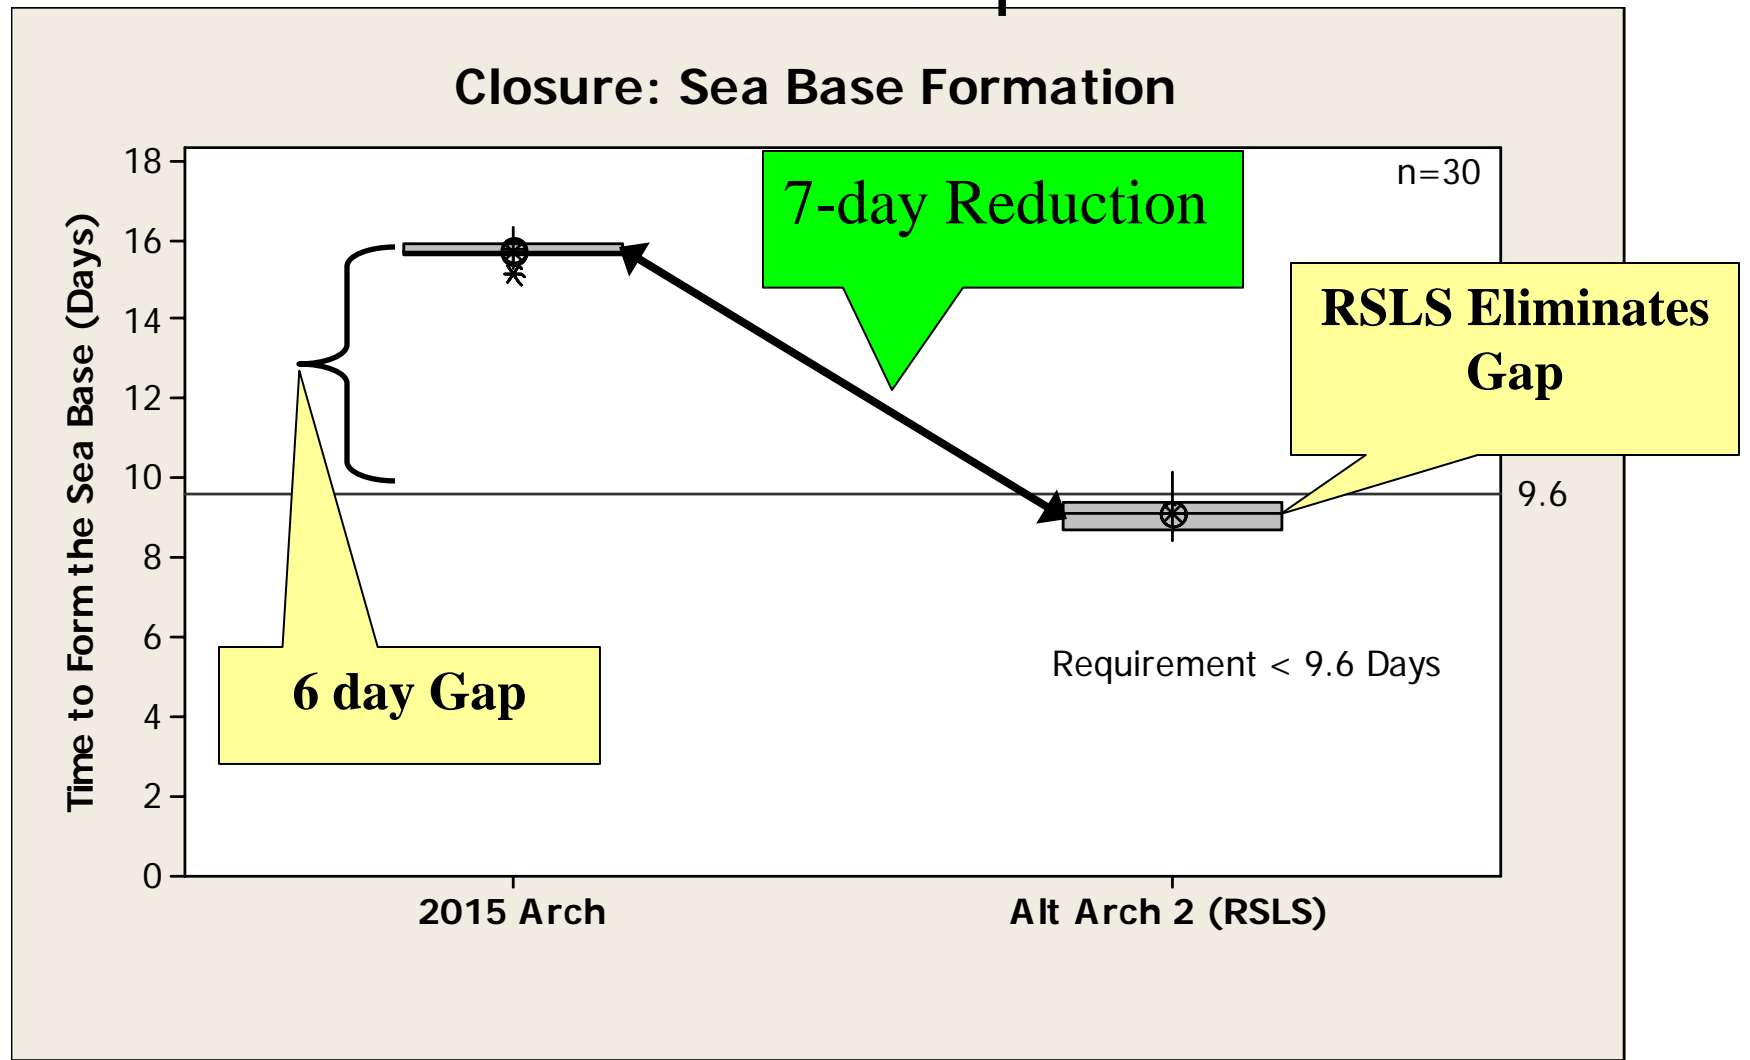 Closure: Sea Base Formation
Time to Form the Sea Base (Days)
18
16
14
12
10
8
6
4
2
0
n=30
7-day Reduction
RSLS Eliminates
Gap
9.6
6 day Gap
Requirement < 9.6 Days
2015 Arch
Alt Arch 2 (RSLS)